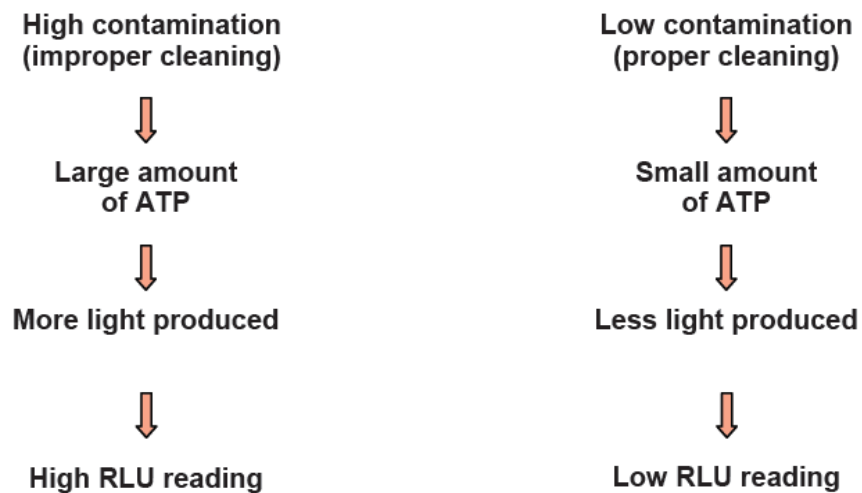 High contamination
(improper cleaning)
Large amount
of ATP
More light produced
High RLU reading
Low contamination
(proper cleaning)
Small amount
of ATP
Less light produced
Low RLU reading